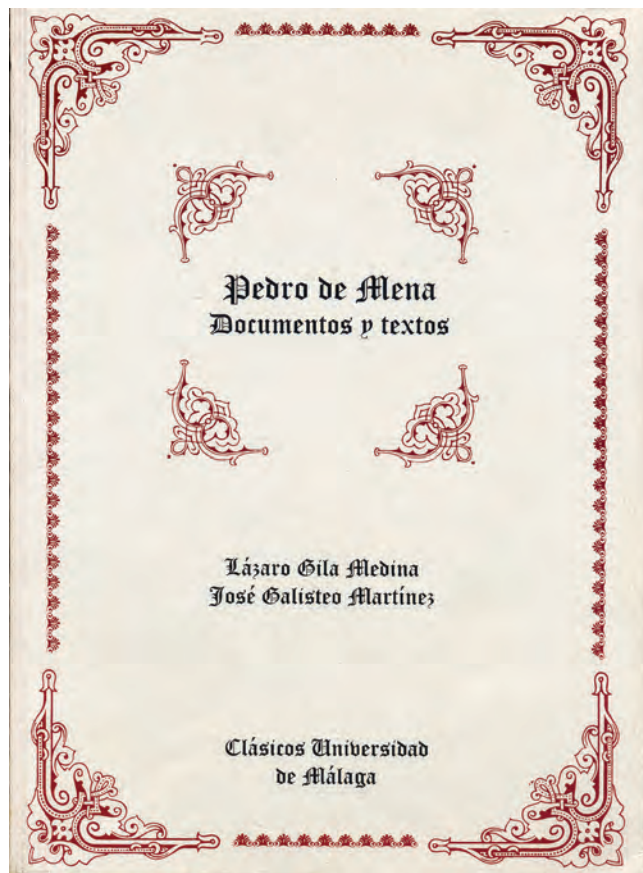 Pedro de Mena
Documentos y textos
Lázaro Gila Medina
José Galisteo Martínez
Clásicos Universidad
de Málaga